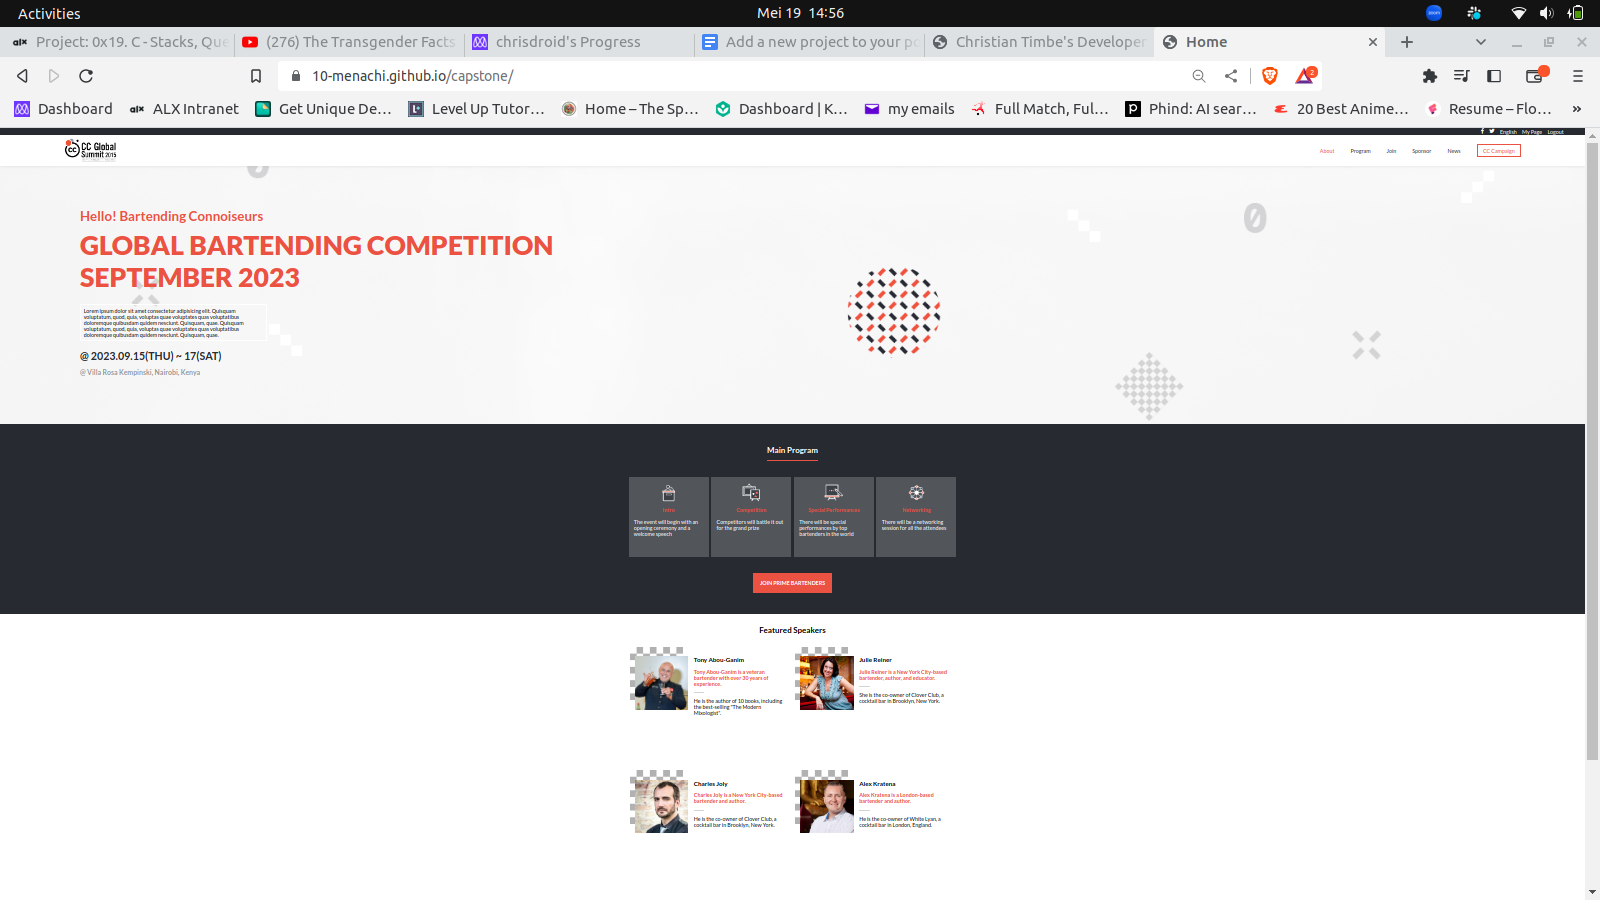 Activities
Mei 19 14:56
Project: 0x19. C - Stacks, Que
(276) The Transgender Facts
chrisdroid's Progress
Add a new project to your po
Christian Timbe's Developer
Home
10-menachi.github.io/capstone/
2
Dashboard
ALX Intranet
Get Unique De...
Level Up Tutor...
Home – The Sp...
Dashboard | K...
my emails
Full Match, Ful...
Phind: AI sear...
20 Best Anime...
Resume – Flo...
English My Page Logout
CC Global
Summit 2015
About
Program
Join
Sponsor
News
CC Campaign
Hello! Bartending Connoiseurs
GLOBAL BARTENDING COMPETITION
SEPTEMBER 2023
Lorem ipsum dolor sit amet consectetur adipisicing elit. Quisquam
voluptatum, quod, quia, voluptas quae voluptates quas voluptatibus
doloremque quibusdam quidem nesciunt. Quisquam, quae. Quisquam
voluptatum, quod, quia, voluptas quae voluptates quas voluptatibus
doloremque quibusdam quidem nesciunt. Quisquam, quae.
@ 2023.09.15(THU) ~ 17(SAT)
@ Villa Rosa Kempinski, Nairobi, Kenya
Main Program
Intro
The event will begin with an
opening ceremony and a
welcome speech
Competition
Competitors will battle it out
for the grand prize
Special Performances
There will be special
performances by top
bartenders in the world
Networking
There will be a networking
session for all the attendees
JOIN PRIME BARTENDERS
Featured Speakers
Tony Abou-Ganim
Tony Abou-Ganim is a veteran
bartender with over 30 years of
experience.
He is the author of 10 books, including
the best-selling "The Modern
Mixologist".
Julie Reiner
Julie Reiner is a New York City-based
bartender, author, and educator.
She is the co-owner of Clover Club, a
cocktail bar in Brooklyn, New York.
Charles Joly
Charles Joly is a New York City-based
bartender and author.
He is the co-owner of Clover Club, a
cocktail bar in Brooklyn, New York.
Alex Kratena
Alex Kratena is a London-based
bartender and author.
He is the co-owner of White Lyan, a
cocktail bar in London, England.